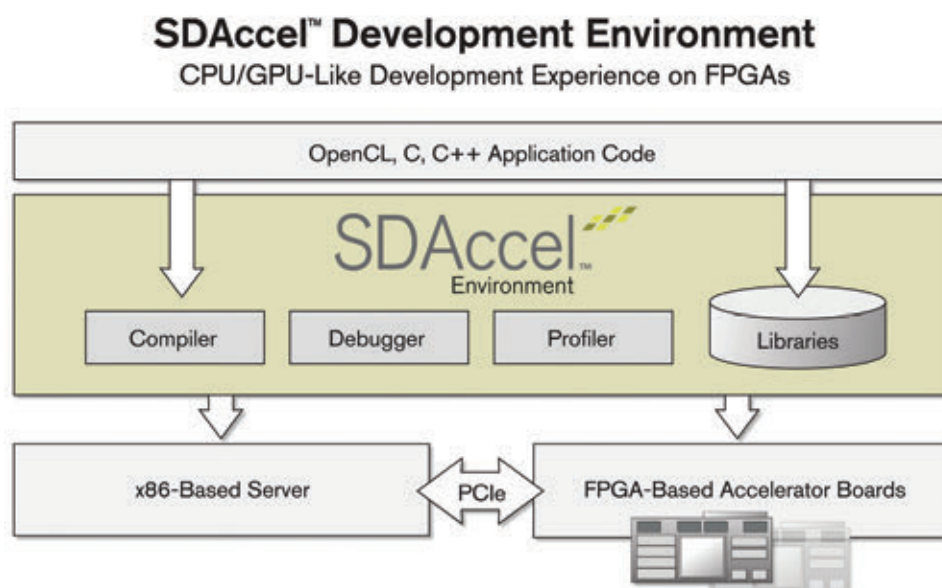 SDAccel™ Development Environment
CPU/GPU-Like Development Experience on FPGAs
OpenCL, C, C++ Application Code
SDAccel™
Environment
Compiler
Debugger
Profiler
Libraries
x86-Based Server
PCIe
FPGA-Based Accelerator Boards